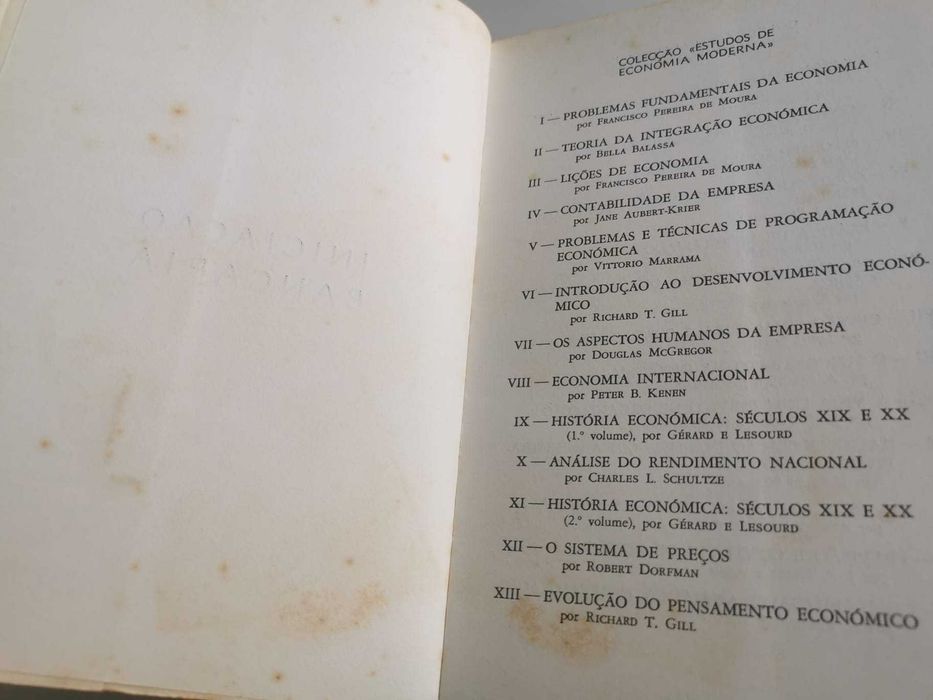 COLECÇÃO «ESTUDOS DE
ECONOMIA MODERNA»
I — PROBLEMAS FUNDAMENTAIS DA ECONOMIA
por FRANCISCO PEREIRA DE MOURA
II — TEORIA DA INTEGRAÇÃO ECONÓMICA
por BELLA BALASSA
III — LIÇÕES DE ECONOMIA
por FRANCISCO PEREIRA DE MOURA
IV — CONTABILIDADE DA EMPRESA
por JANE AUBERT-KRIER
V — PROBLEMAS E TÉCNICAS DE PROGRAMAÇÃO
ECONÓMICA
por VITTORIO MARRAMA
VI — INTRODUÇÃO AO DESENVOLVIMENTO ECONÓ-
MICO
por RICHARD T. GILL
VII — OS ASPECTOS HUMANOS DA EMPRESA
por DOUGLAS MCGREGOR
VIII — ECONOMIA INTERNACIONAL
por PETER B. KENEN
IX — HISTÓRIA ECONÓMICA: SÉCULOS XIX E XX
(1.º volume), por GÉRARD E LESOURD
X — ANÁLISE DO RENDIMENTO NACIONAL
por CHARLES L. SCHULTZE
XI — HISTÓRIA ECONÓMICA: SÉCULOS XIX E XX
(2.º volume), por GÉRARD E LESOURD
XII — O SISTEMA DE PREÇOS
por ROBERT DORFMAN
XIII — EVOLUÇÃO DO PENSAMENTO ECONÓMICO
por RICHARD T. GILL